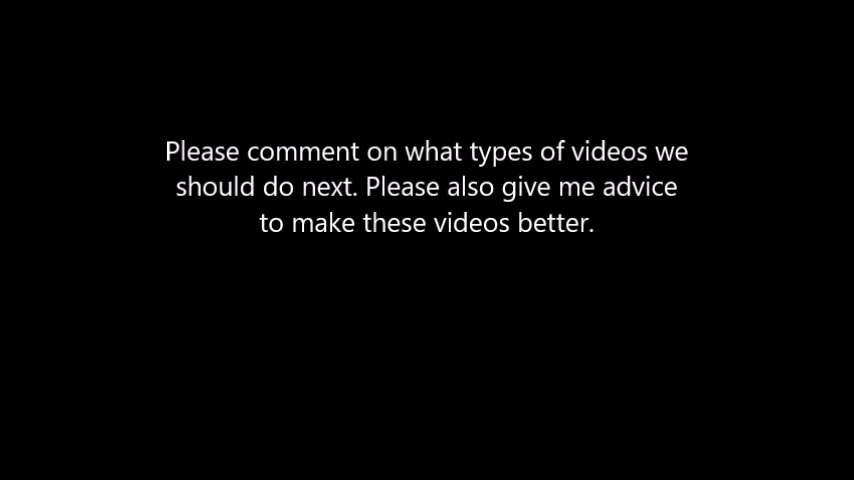 Please comment on what types of videos we
should do next. Please also give me advice
to make these videos better.